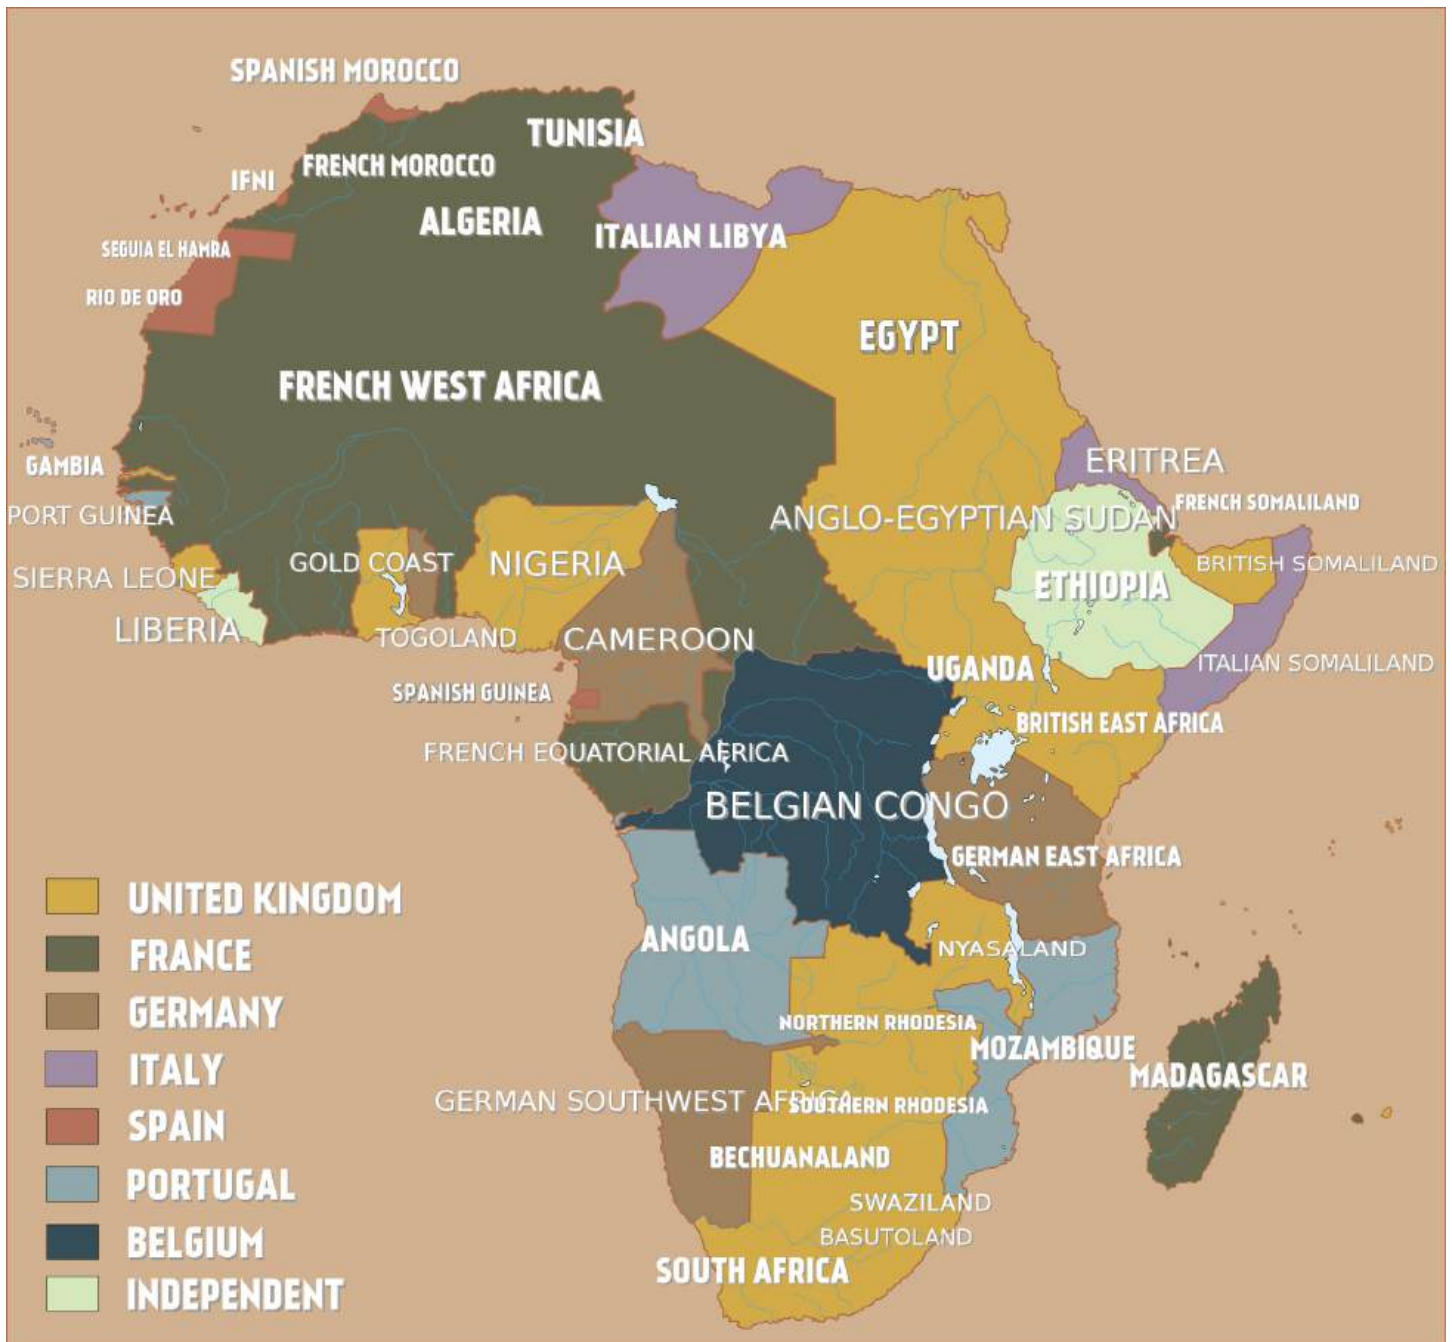 SPANISH MOROCCO
TUNISIA
FRENCH MOROCCO
IFNI
ALGERIA
ITALIAN LIBYA
SEGUIA EL HAMRA
RIO DE ORO
EGYPT
FRENCH WEST AFRICA
ERITREA
GAMBIA
FRENCH SOMALILAND
PORT GUINEA
ANGLO-EGYPTIAN SUDAN
GOLD COAST
NIGERIA
BRITISH SOMALILAND
SIERRA LEONE
ETHIOPIA
LIBERIA
TOGOLAND
CAMEROON
ITALIAN SOMALILAND
UGANDA
SPANISH GUINEA
BRITISH EAST AFRICA
FRENCH EQUATORIAL AFRICA
BELGIAN CONGO
GERMAN EAST AFRICA
ANGOLA
NYASALAND
NORTHERN RHODESIA
MOZAMBIQUE
MADAGASCAR
GERMAN SOUTHWEST AFRICA
SOUTHERN RHODESIA
BECHUANALAND
SWAZILAND
BASUTOLAND
SOUTH AFRICA
UNITED KINGDOM
FRANCE
GERMANY
ITALY
SPAIN
PORTUGAL
BELGIUM
INDEPENDENT